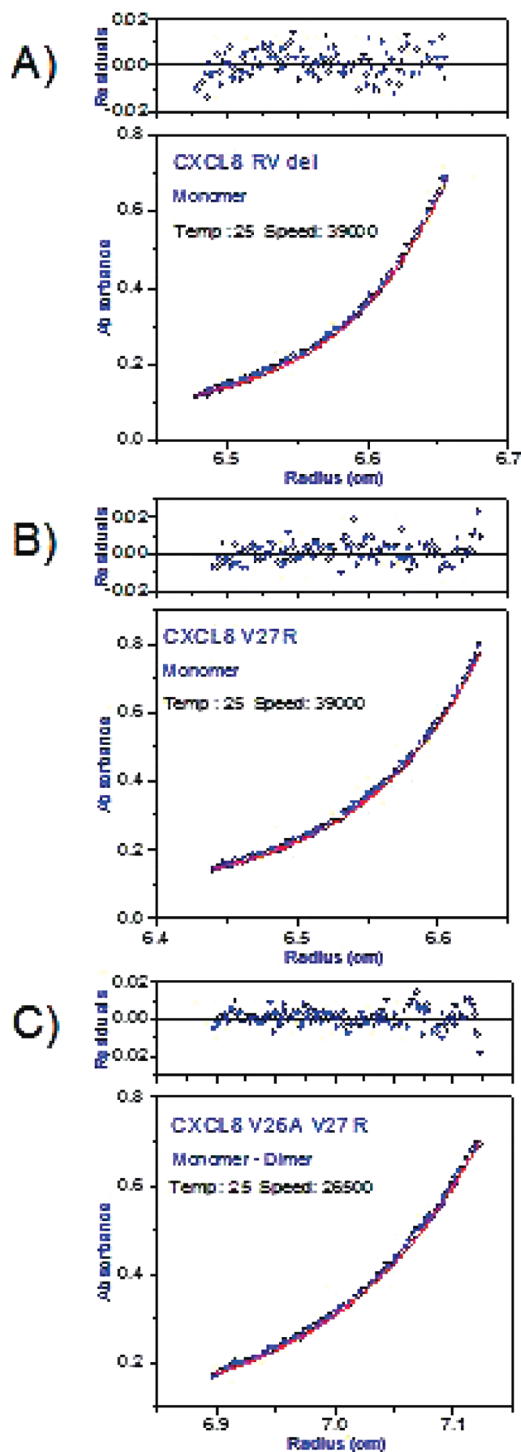 A)
Residuals
0.02
0.00
-0.02
Absorbance
0.8
0.6
0.4
0.2
0.0
CXCL8 RV del
Monomer
Temp :25 Speed: 39000
6.5 6.6 6.7
Radius (cm)
B)
Residuals
0.02
0.00
-0.02
Absorbance
0.8
0.6
0.4
0.2
0.0
CXCL8 V27R
Monomer
Temp : 25 Speed: 39000
6.4 6.5 6.6
Radius (cm)
C)
Residuals
0.02
0.00
-0.02
Absorbance
0.8
0.6
0.4
0.2
CXCL8 V26A V27R
Monomer - Dimer
Temp : 25 Speed: 26500
6.9 7.0 7.1
Radius (cm)